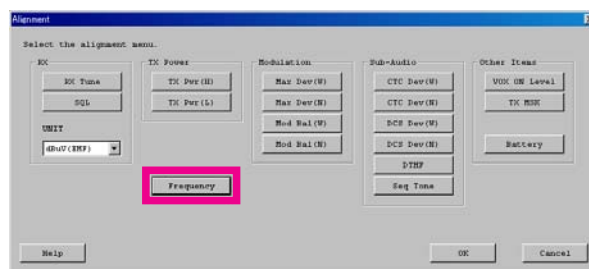 Alignment
Select the alignment menu.
RX
RX Tune
SQL
UNIT
dBuV(EMF)
TX Power
TX Pwr(H)
TX Pwr(L)
Frequency
Modulation
Max Dev(W)
Max Dev(N)
Mod Bal(W)
Mod Bal(N)
Sub-Audio
CTC Dev(W)
CTC Dev(N)
DCS Dev(W)
DCS Dev(N)
DTMF
Seq Tone
Other Items
VOX ON Level
TX MSK
Battery
Help
OK
Cancel